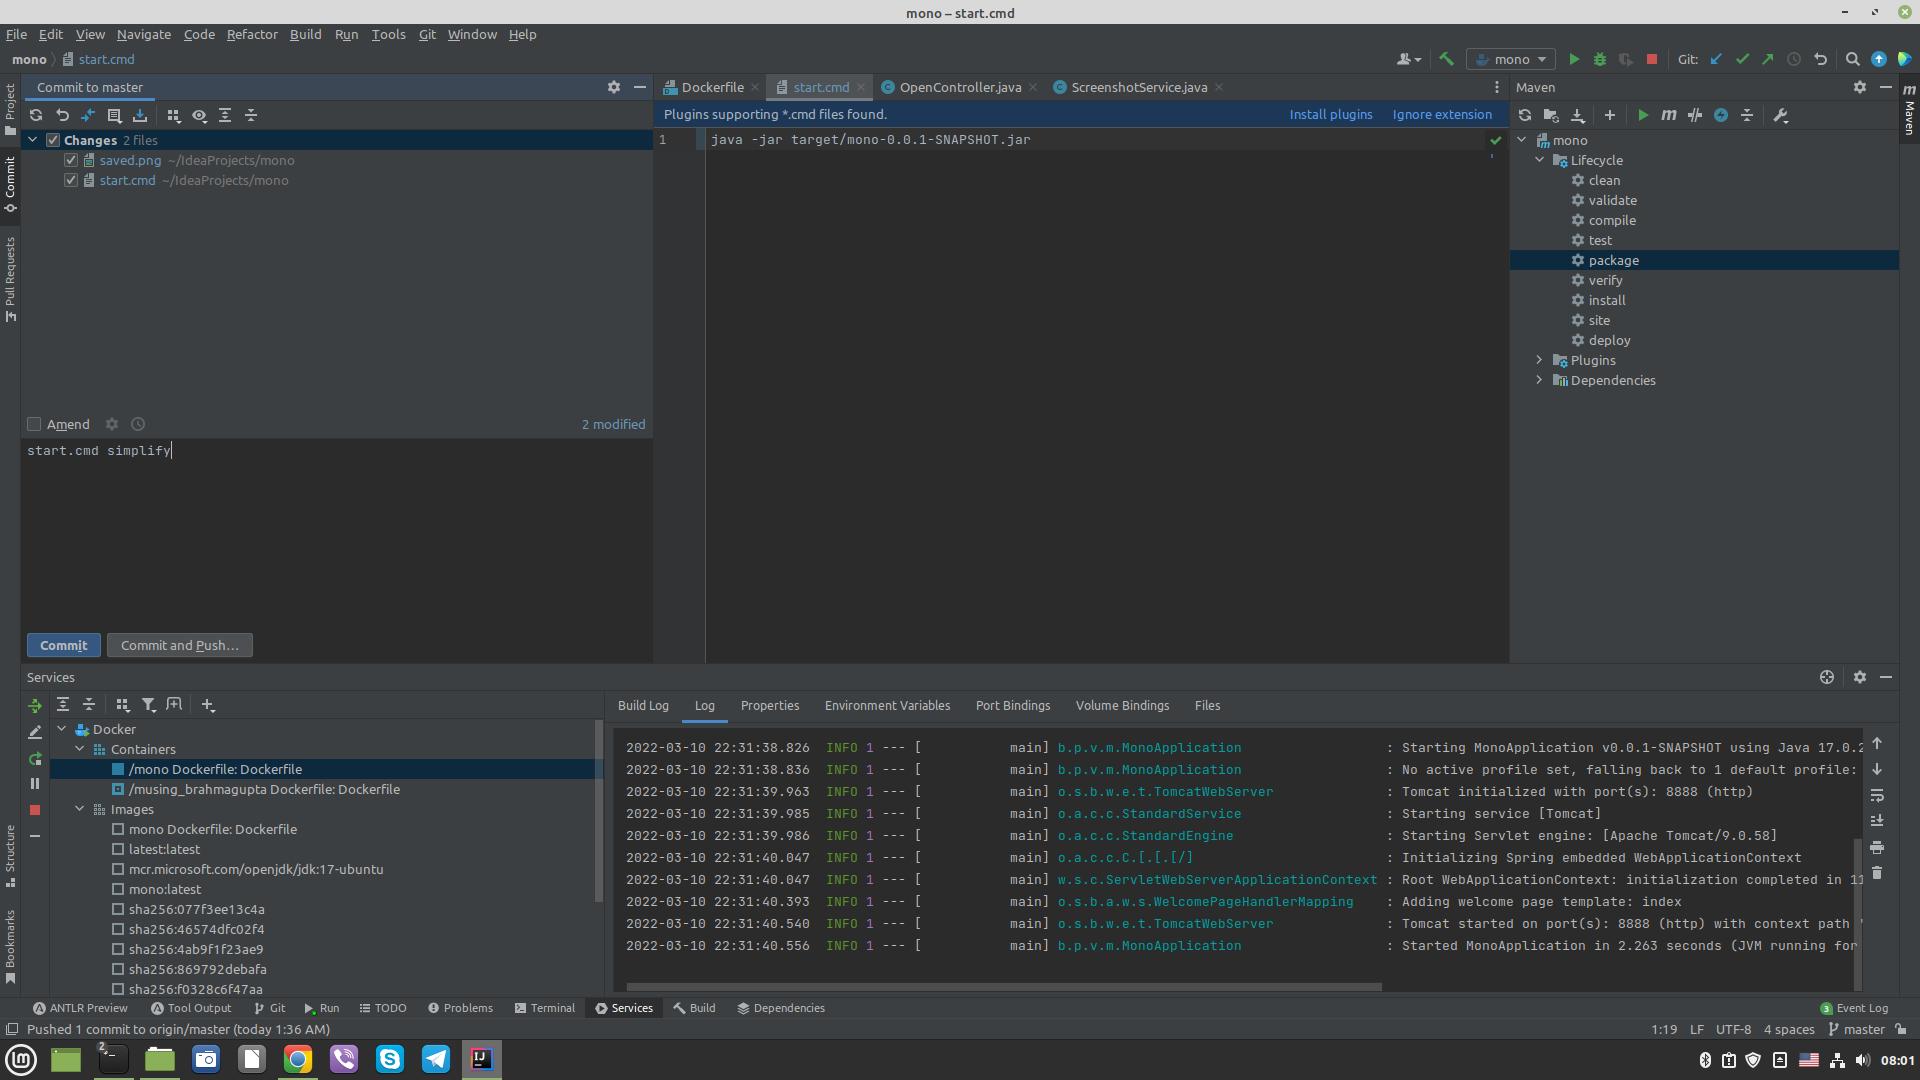 mono – start.cmd
File Edit View Navigate Code Refactor Build Run Tools Git Window Help
mono start.cmd
mono Git:
Commit to master
Dockerfile start.cmd OpenController.java ScreenshotService.java
Maven
Plugins supporting *.cmd files found. Install plugins Ignore extension
Changes 2 files
saved.png ~/IdeaProjects/mono
start.cmd ~/IdeaProjects/mono
1 java -jar target/mono-0.0.1-SNAPSHOT.jar
mono
Lifecycle
clean
validate
compile
test
package
verify
install
site
deploy
Plugins
Dependencies
Project
Commit
Pull Requests
Structure
Bookmarks
Maven
Amend 2 modified
start.cmd simplify
Commit Commit and Push...
Services
Build Log Log Properties Environment Variables Port Bindings Volume Bindings Files
Docker
Containers
/mono Dockerfile: Dockerfile
/musing_brahmagupta Dockerfile: Dockerfile
Images
mono Dockerfile: Dockerfile
latest:latest
mcr.microsoft.com/openjdk/jdk:17-ubuntu
mono:latest
sha256:077f3ee13c4a
sha256:46574dfc02f4
sha256:4ab9f1f23ae9
sha256:869792debafa
sha256:f0328c6f47aa
2022-03-10 22:31:38.826 INFO 1 --- [ main] b.p.v.m.MonoApplication : Starting MonoApplication v0.0.1-SNAPSHOT using Java 17.0.2
2022-03-10 22:31:38.836 INFO 1 --- [ main] b.p.v.m.MonoApplication : No active profile set, falling back to 1 default profile:
2022-03-10 22:31:39.963 INFO 1 --- [ main] o.s.b.w.e.t.TomcatWebServer : Tomcat initialized with port(s): 8888 (http)
2022-03-10 22:31:39.985 INFO 1 --- [ main] o.a.c.c.StandardService : Starting service [Tomcat]
2022-03-10 22:31:39.986 INFO 1 --- [ main] o.a.c.c.StandardEngine : Starting Servlet engine: [Apache Tomcat/9.0.58]
2022-03-10 22:31:40.047 INFO 1 --- [ main] o.a.c.c.C.[.[.[/] : Initializing Spring embedded WebApplicationContext
2022-03-10 22:31:40.047 INFO 1 --- [ main] w.s.c.ServletWebServerApplicationContext : Root WebApplicationContext: initialization completed in 11
2022-03-10 22:31:40.393 INFO 1 --- [ main] o.s.b.a.w.s.WelcomePageHandlerMapping : Adding welcome page template: index
2022-03-10 22:31:40.540 INFO 1 --- [ main] o.s.b.w.e.t.TomcatWebServer : Tomcat started on port(s): 8888 (http) with context path '
2022-03-10 22:31:40.556 INFO 1 --- [ main] b.p.v.m.MonoApplication : Started MonoApplication in 2.263 seconds (JVM running for
ANTLR Preview Tool Output Git Run TODO Problems Terminal Services Build Dependencies 3 Event Log
Pushed 1 commit to origin/master (today 1:36 AM) 1:19 LF UTF-8 4 spaces master
2 IJ 08:01